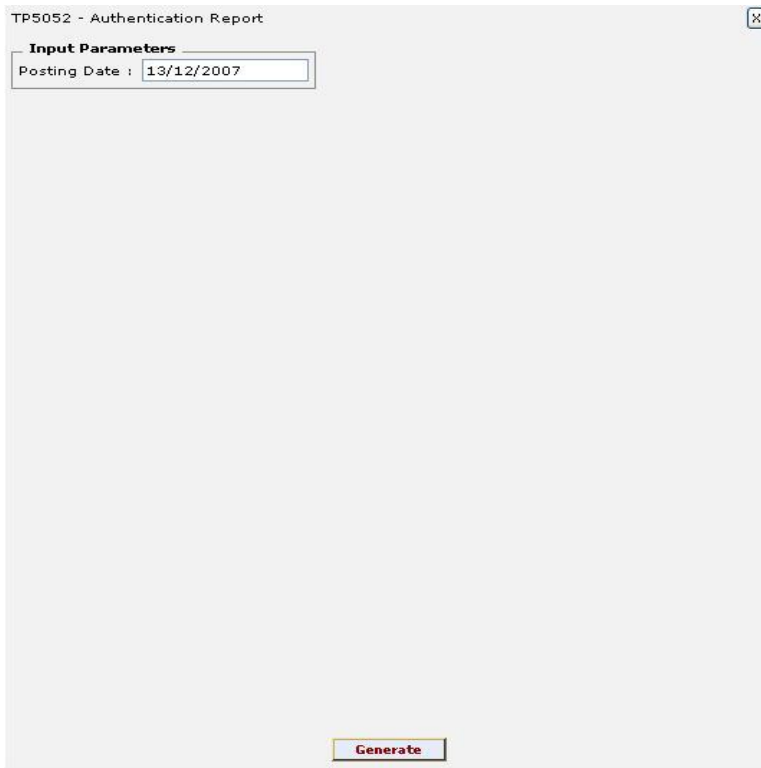 TP5052 - Authentication Report
X
Input Parameters
Posting Date : 13/12/2007
Generate